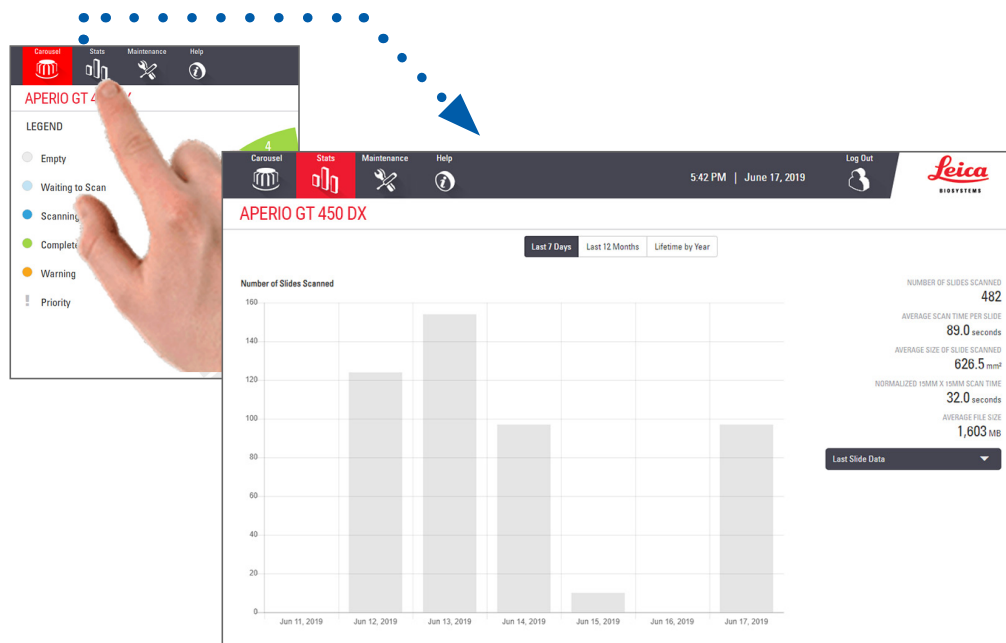 Carousel
Stats
Maintenance
Help
APERIO GT 4
LEGEND
Empty
Waiting to Scan
Scanning
Complete
Warning
! Priority
4
Carousel
Stats
Maintenance
Help
5:42 PM | June 17, 2019
Log Out
Leica
BIOSYSTEMS
APERIO GT 450 DX
Last 7 Days
Last 12 Months
Lifetime by Year
Number of Slides Scanned
160
140
120
100
80
60
40
20
0
Jun 11, 2019
Jun 12, 2019
Jun 13, 2019
Jun 14, 2019
Jun 15, 2019
Jun 16, 2019
Jun 17, 2019
NUMBER OF SLIDES SCANNED
482
AVERAGE SCAN TIME PER SLIDE
89.0 seconds
AVERAGE SIZE OF SLIDE SCANNED
626.5 mm²
NORMALIZED 15MM X 15MM SCAN TIME
32.0 seconds
AVERAGE FILE SIZE
1,603 MB
Last Slide Data